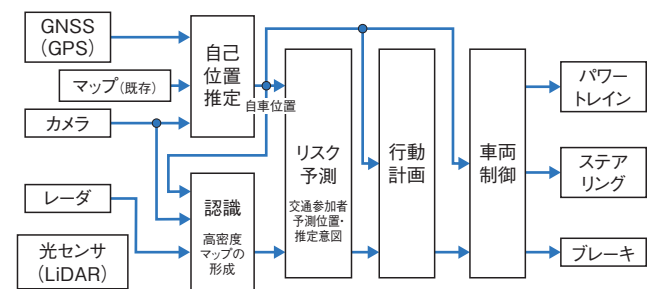 GNSS
(GPS)
マップ(既存)
カメラ
レーダ
光センサ
(LiDAR)
自己
位置
推定
自車位置
認識
高密度
マップの
形成
リスク
予測
交通参加者
予測位置・
推定意図
行動
計画
車両
制御
パワー
トレイン
ステア
リング
ブレーキ